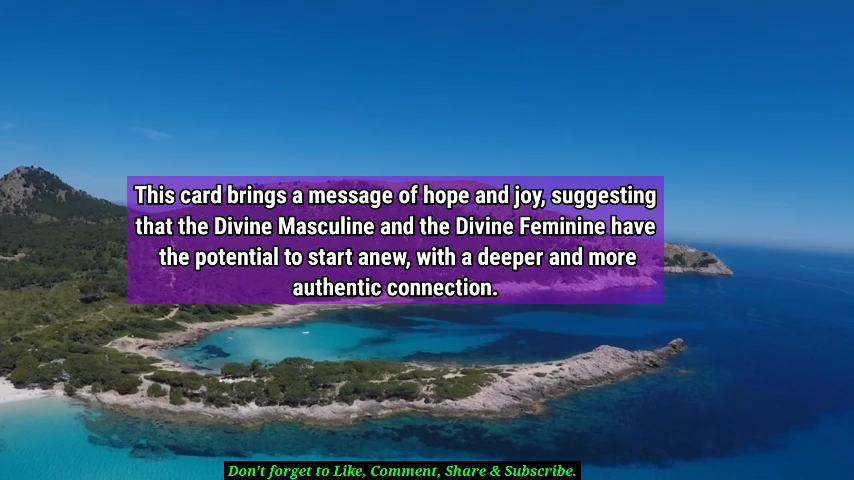 This card brings a message of hope and joy, suggesting
that the Divine Masculine and the Divine Feminine have
the potential to start anew, with a deeper and more
authentic connection.
Don't forget to Like, Comment, Share & Subscribe.